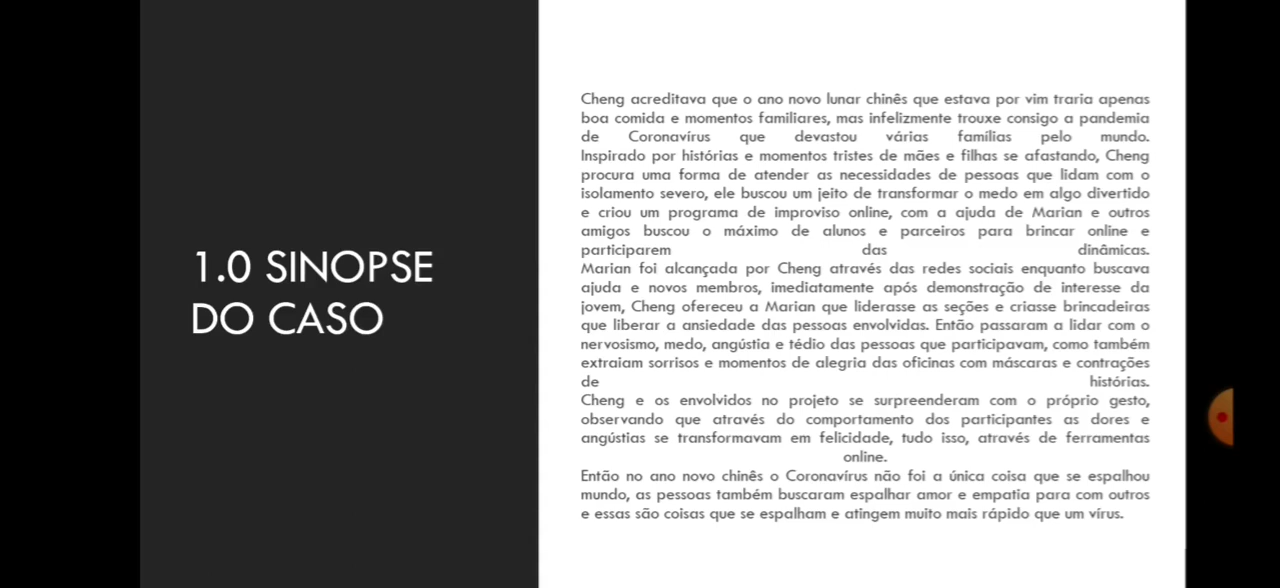 1.0 SINOPSE
DO CASO
Cheng acreditava que o ano novo lunar chinês que estava por vim traria apenas
boa comida e momentos familiares, mas infelizmente trouxe consigo a pandemia
de Coronavírus que devastou várias famílias pelo mundo.
Inspirado por histórias e momentos tristes de mães e filhas se afastando, Cheng
procura uma forma de atender as necessidades de pessoas que lidam com o
isolamento severo, ele buscou um jeito de transformar o medo em algo divertido
e criou um programa de improviso online, com a ajuda de Marian e outros
amigos buscou o máximo de alunos e parceiros para brincar online e
participarem das dinâmicas.
Marian foi alcançada por Cheng através das redes sociais enquanto buscava
ajuda e novos membros, imediatamente após demonstração de interesse da
jovem, Cheng ofereceu a Marian que liderasse as seções e criasse brincadeiras
que liberar a ansiedade das pessoas envolvidas. Então passaram a lidar com o
nervosismo, medo, angústia e tédio das pessoas que participavam, como também
extraiam sorrisos e momentos de alegria das oficinas com máscaras e contrações
de histórias.
Cheng e os envolvidos no projeto se surpreenderam com o próprio gesto,
observando que através do comportamento dos participantes as dores e
angústias se transformavam em felicidade, tudo isso, através de ferramentas
online.
Então no ano novo chinês o Coronavírus não foi a única coisa que se espalhou
mundo, as pessoas também buscaram espalhar amor e empatia para com outros
e essas são coisas que se espalham e atingem muito mais rápido que um vírus.